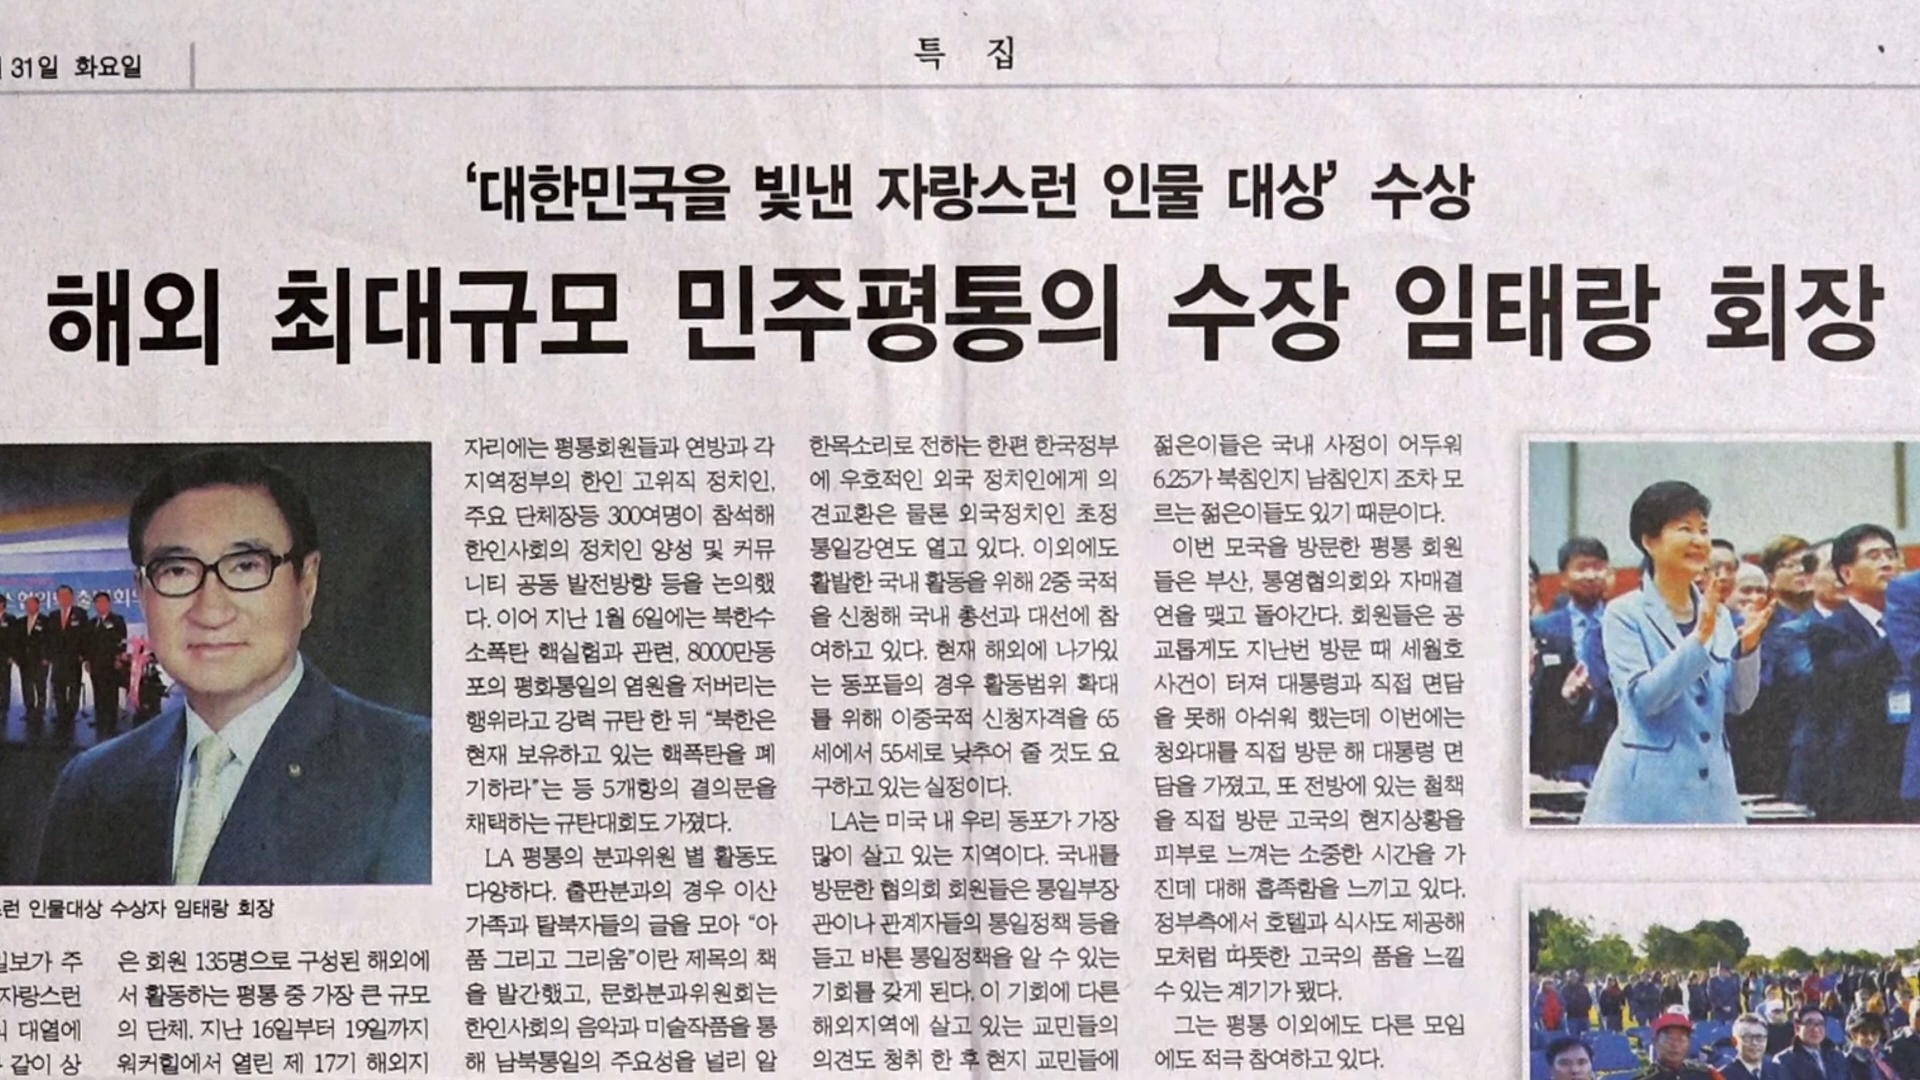 31일 화요일
특 집
‘대한민국을 빛낸 자랑스런 인물 대상’ 수상
해외 최대규모 민주평통의 수장 임태랑 회장
런 인물대상 수상자 임태랑 회장
일보가 주
자랑스런
대열에
같이 상
은 회원 135명으로 구성된 해외에
서 활동하는 평통 중 가장 큰 규모
의 단체. 지난 16일부터 19일까지
워커힐에서 열린 제 17기 해외지
자리에는 평통회원들과 연방과 각
지역정부의 한인 고위직 정치인,
주요 단체장등 300여명이 참석해
한인사회의 정치인 양성 및 커뮤
니티 공동 발전방향 등을 논의했
다. 이어 지난 1월 6일에는 북한수
소폭탄 핵실험과 관련, 8000만동
포의 평화통일의 염원을 저버리는
행위라고 강력 규탄 한 뒤 “북한은
현재 보유하고 있는 핵폭탄을 폐
기하라”는 등 5개항의 결의문을
채택하는 규탄대회도 가졌다.
LA 평통의 분과위원 별 활동도
다양하다. 출판분과의 경우 이산
가족과 탈북자들의 글을 모아 “아
픔 그리고 그리움”이란 제목의 책
을 발간했고, 문화분과위원회는
한인사회의 음악과 미술작품을 통
해 남북통일의 주요성을 널리 알
한목소리로 전하는 한편 한국정부
에 우호적인 외국 정치인에게 의
견교환은 물론 외국정치인 초정
통일강연도 열고 있다. 이외에도
활발한 국내 활동을 위해 2중 국적
을 신청해 국내 총선과 대선에 참
여하고 있다. 현재 해외에 나가있
는 동포들의 경우 활동범위 확대
를 위해 이중국적 신청자격을 65
세에서 55세로 낮추어 줄 것도 요
구하고 있는 실정이다.
LA는 미국 내 우리 동포가 가장
많이 살고 있는 지역이다. 국내를
방문한 협의회 회원들은 통일부장
관이나 관계자들의 통일정책 등을
듣고 바른 통일정책을 알 수 있는
기회를 갖게 된다. 이 기회에 다른
해외지역에 살고 있는 교민들의
의견도 청취 한 후 현지 교민들에
젊은이들은 국내 사정이 어두워
6.25가 북침인지 남침인지 조차 모
르는 젊은이들도 있기 때문이다.
이번 모국을 방문한 평통 회원
들은 부산, 통영협의회와 자매결
연을 맺고 돌아간다. 회원들은 공
교롭게도 지난번 방문 때 세월호
사건이 터져 대통령과 직접 면담
을 못해 아쉬워 했는데 이번에는
청와대를 직접 방문 해 대통령 면
담을 가졌고, 또 전방에 있는 철책
을 직접 방문 고국의 현지상황을
피부로 느껴는 소중한 시간을 가
진데 대해 흡족함을 느끼고 있다.
정부측에서 호텔과 식사도 제공해
모처럼 따뜻한 고국의 품을 느낄
수 있는 계기가 됐다.
그는 평통 이외에도 다른 모임
에도 적극 참여하고 있다.